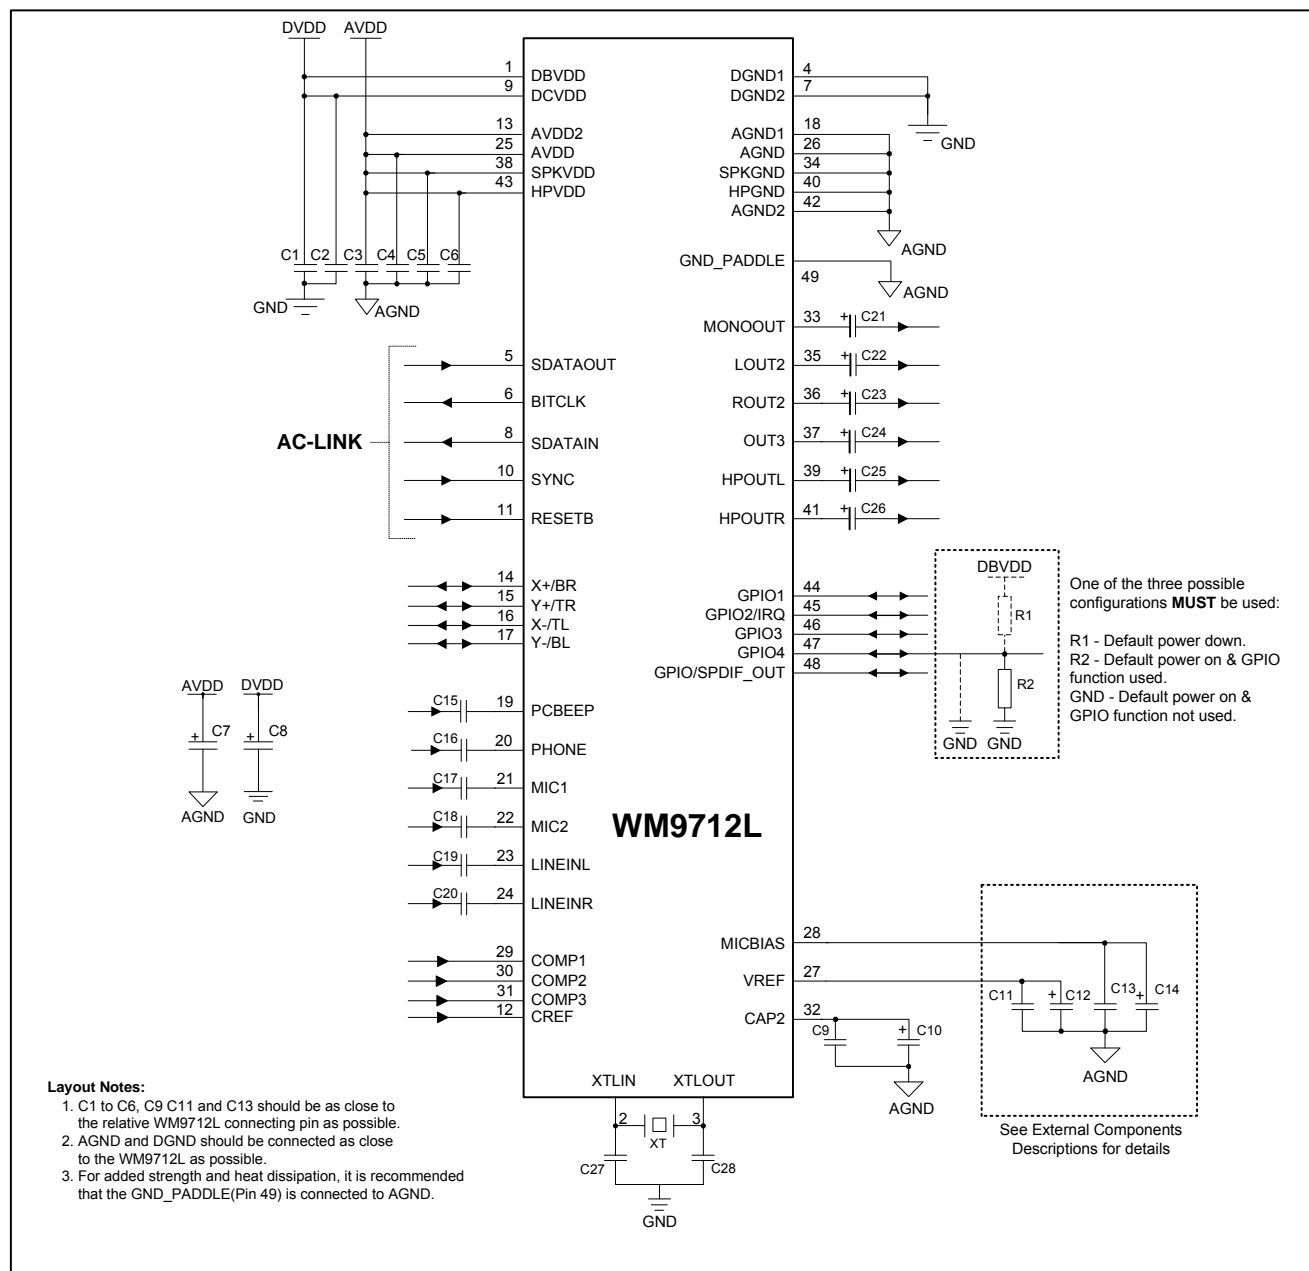 DVDD AVDD
1 DBVDD
9 DCVDD
13 AVDD2
25 AVDD
38 SPKVDD
43 HPVDD
C1 C2 C3 C4 C5 C6
GND AGND
DGND1 4
DGND2 7
GND
AGND1 18
AGND 26
SPKGND 34
HPGND 40
AGND2 42
AGND
GND_PADDLE
49
AGND
MONOOUT 33 + C21
LOUT2 35 + C22
ROUT2 36 + C23
OUT3 37 + C24
HPOUTL 39 + C25
HPOUTR 41 + C26
AC-LINK
5 SDATAOUT
6 BITCLK
8 SDATAIN
10 SYNC
11 RESETB
14 X+/BR
15 Y+/TR
16 X-/TL
17 Y-/BL
GPIO1 44
GPIO2/IRQ 45
GPIO3 46
GPIO4 47
GPIO/SPDIF_OUT 48
DBVDD
R1
R2
GND GND
One of the three possible
configurations MUST be used:
R1 - Default power down.
R2 - Default power on & GPIO
function used.
GND - Default power on &
GPIO function not used.
AVDD DVDD
+ C7 + C8
AGND GND
C15 19 PCBEEP
C16 20 PHONE
C17 21 MIC1
C18 22 MIC2
C19 23 LINEINL
C20 24 LINEINR
WM9712L
29 COMP1
30 COMP2
31 COMP3
12 CREF
MICBIAS 28
VREF 27
CAP2 32
C9 + C10
AGND
C11 + C12 C13 + C14
AGND
See External Components
Descriptions for details
XTLIN XTLOUT
2 3
XT
C27 C28
GND
Layout Notes:
1. C1 to C6, C9 C11 and C13 should be as close to
the relative WM9712L connecting pin as possible.
2. AGND and DGND should be connected as close
to the WM9712L as possible.
3. For added strength and heat dissipation, it is recommended
that the GND_PADDLE(Pin 49) is connected to AGND.